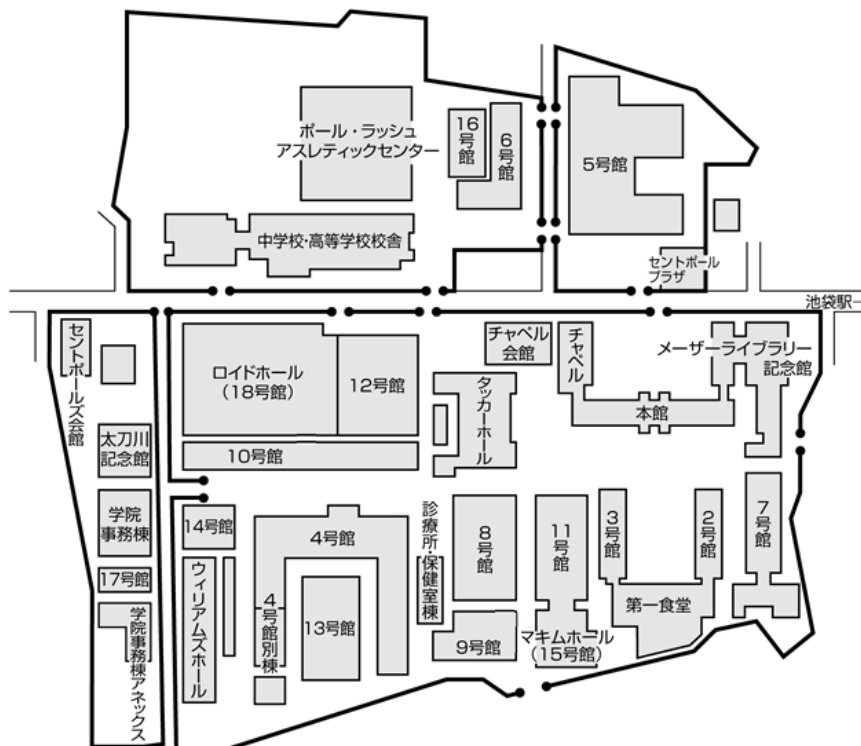 ポール・ラッシュ
アスレティックセンター
16号館
6号館
5号館
中学校・高等学校校舎
セントポール
プラザ
池袋駅
セントポールズ会館
ロイドホール
(18号館)
12号館
チャペル
会館
チャペル
メーザーライブラリー
記念館
タッカーホール
本館
太刀川
記念館
10号館
学院
事務棟
14号館
4号館
診療所・保健室棟
8号館
11号館
3号館
2号館
7号館
17号館
ウィリアムズホール
4号館別棟
13号館
第一食堂
学院事務棟アネックス
9号館
マキムホール
(15号館)